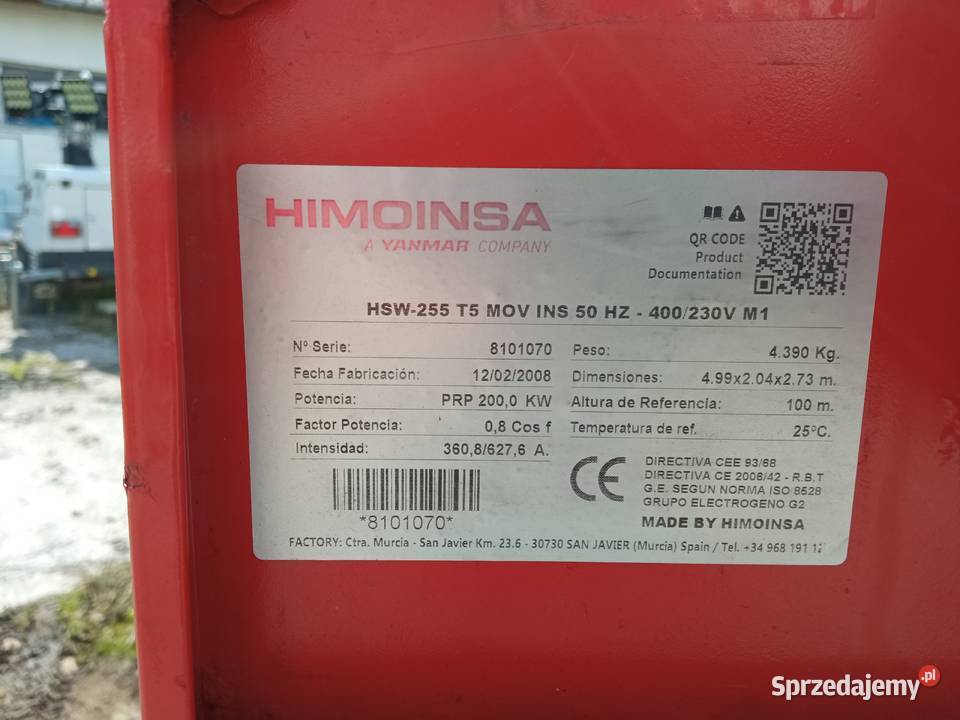 HIMOINSA
A YANMAR COMPANY
QR CODE
Product
Documentation
HSW-255 T5 MOV INS 50 HZ - 400/230V M1
Nº Serie: 8101070
Fecha Fabricación: 12/02/2008
Potencia: PRP 200,0 KW
Factor Potencia: 0,8 Cos f
Intensidad: 360,8/627,6 A.
Peso: 4.390 Kg.
Dimensiones: 4.99x2.04x2.73 m.
Altura de Referencia: 100 m.
Temperatura de ref. 25ºC.
*8101070*
CE
DIRECTIVA CEE 93/68
DIRECTIVA CE 2006/42 - R.B.T
G.E. SEGUN NORMA ISO 8528
GRUPO ELECTROGENO G2
MADE BY HIMOINSA
FACTORY: Ctra. Murcia - San Javier Km. 23.6 - 30730 SAN JAVIER (Murcia) Spain / Tel. +34 968 191 12
Sprzedajemy.pl